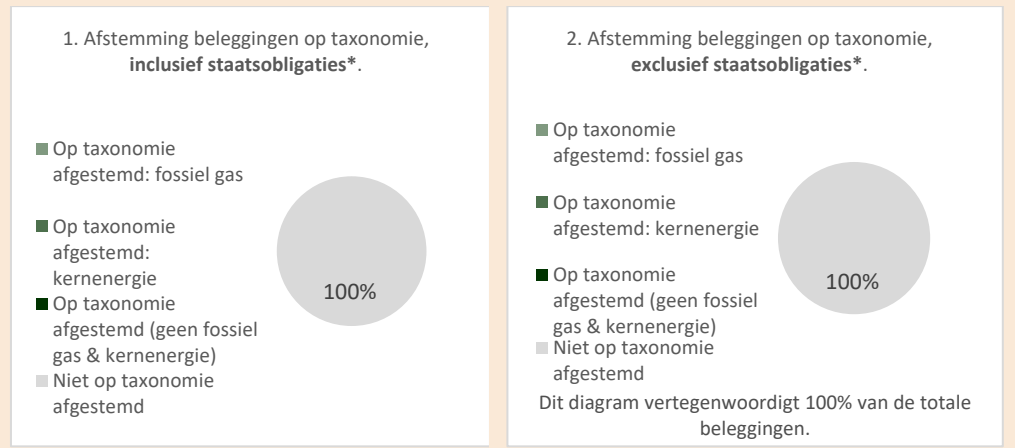 1. Afstemming beleggingen op taxonomie,
inclusief staatsobligaties*.
Op taxonomie
afgestemd: fossiel gas
Op taxonomie
afgestemd:
kernenergie
Op taxonomie
afgestemd (geen fossiel
gas & kernenergie)
Niet op taxonomie
afgestemd
100%
2. Afstemming beleggingen op taxonomie,
exclusief staatsobligaties*.
Op taxonomie
afgestemd: fossiel gas
Op taxonomie
afgestemd: kernenergie
Op taxonomie
afgestemd (geen fossiel
gas & kernenergie)
Niet op taxonomie
afgestemd
100%
Dit diagram vertegenwoordigt 100% van de totale
beleggingen.